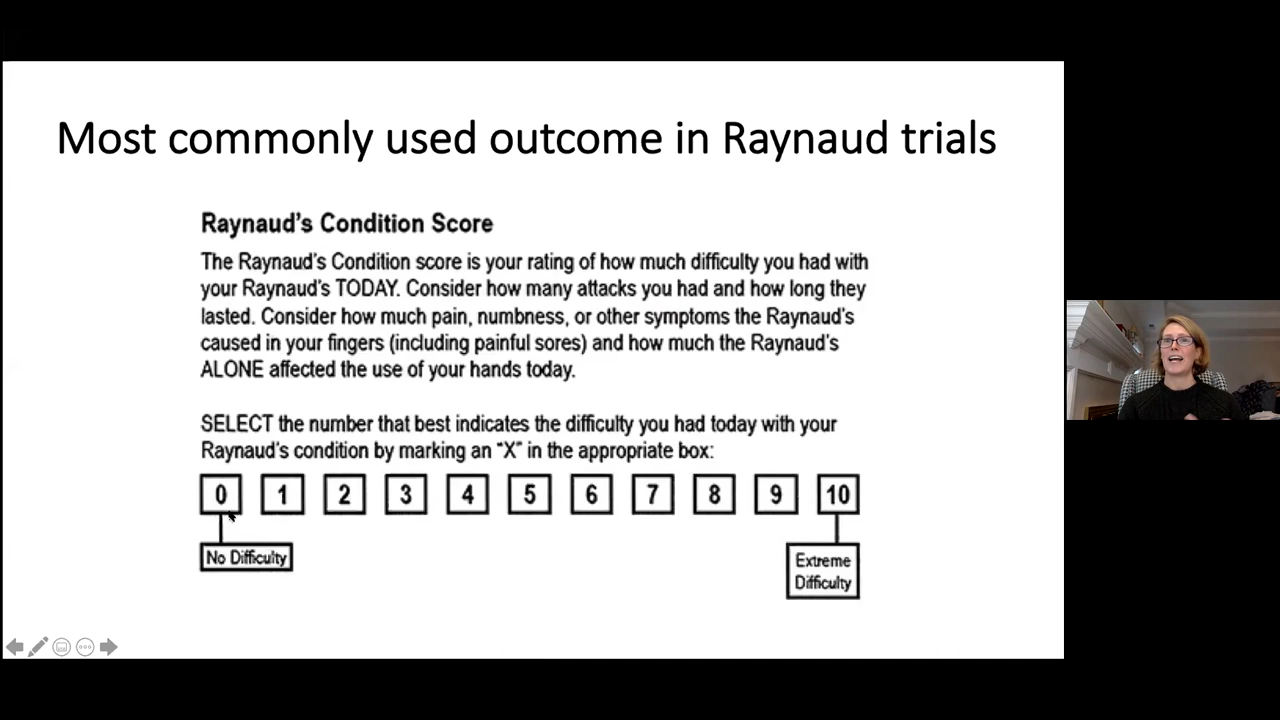 Most commonly used outcome in Raynaud trials
Raynaud's Condition Score
The Raynaud's Condition score is your rating of how much difficulty you had with
your Raynaud's TODAY. Consider how many attacks you had and how long they
lasted. Consider how much pain, numbness, or other symptoms the Raynaud's
caused in your fingers (including painful sores) and how much the Raynaud's
ALONE affected the use of your hands today.
SELECT the number that best indicates the difficulty you had today with your
Raynaud's condition by marking an "X" in the appropriate box:
0 1 2 3 4 5 6 7 8 9 10
No Difficulty
Extreme
Difficulty